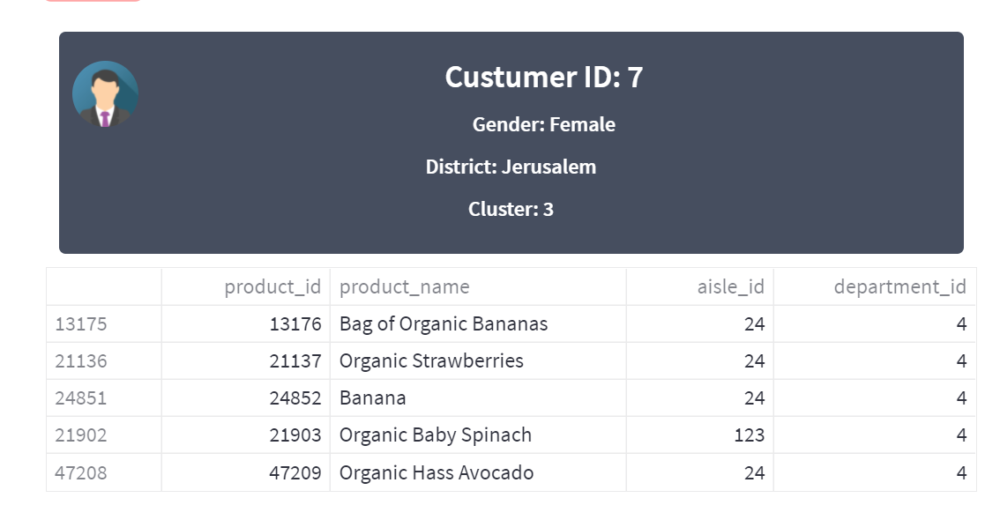 Custumer ID: 7
Gender: Female
District: Jerusalem
Cluster: 3
product_id product_name aisle_id department_id
13175 13176 Bag of Organic Bananas 24 4
21136 21137 Organic Strawberries 24 4
24851 24852 Banana 24 4
21902 21903 Organic Baby Spinach 123 4
47208 47209 Organic Hass Avocado 24 4